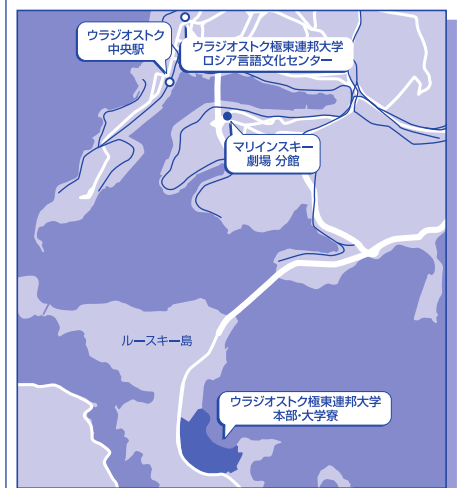 ウラジオストク
中央駅
ウラジオストク極東連邦大学
ロシア言語文化センター
マリインスキー
劇場 分館
ルースキー島
ウラジオストク極東連邦大学
本部・大学寮